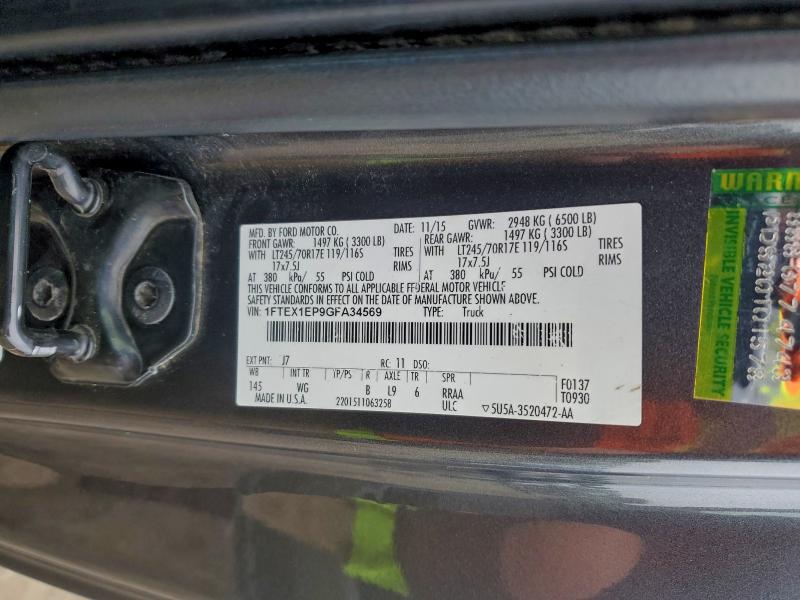 MFD. BY FORD MOTOR CO. DATE: 11/15 GVWR: 2948 KG ( 6500 LB)
FRONT GAWR: 1497 KG ( 3300 LB) REAR GAWR: 1497 KG ( 3300 LB)
WITH LT245/70R17E 119/116S TIRES WITH LT245/70R17E 119/116S TIRES
17x7.5J RIMS 17x7.5J RIMS
AT 380 kPa/ 55 PSI COLD AT 380 kPa/ 55 PSI COLD
THIS VEHICLE CONFORMS TO ALL APPLICABLE FEDERAL MOTOR VEHICLE
SAFETY STANDARDS IN EFFECT ON THE DATE OF MANUFACTURE SHOWN ABOVE.
VIN: 1FTEX1EP9GFA34569 TYPE: Truck
EXT PNT: J7 RC: 11 DSO:
WB INT TR TP/PS R AXLE TR SPR
145 WG B L9 6 RRAA
F0137
T0930
MADE IN U.S.A. 2201511063258 ULC
5U5A-3520472-AA
WARN
INVISIBLE VEHICLE SECURITY